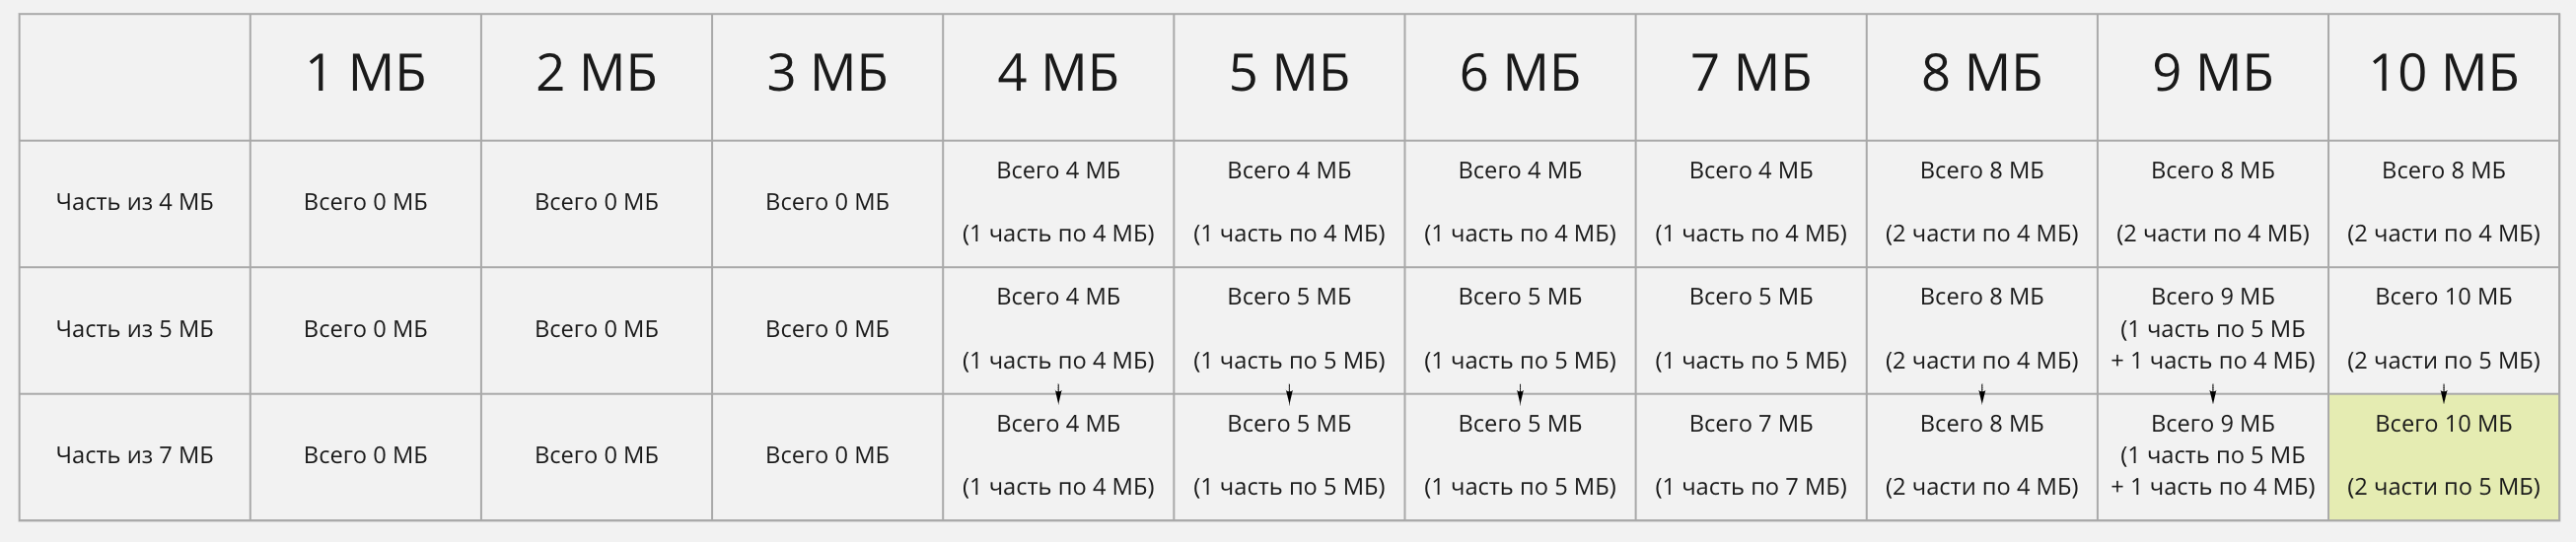 1 МБ
2 МБ
3 МБ
4 МБ
5 МБ
6 МБ
7 МБ
8 МБ
9 МБ
10 МБ
Часть из 4 МБ
Всего 0 МБ
Всего 0 МБ
Всего 0 МБ
Всего 4 МБ
(1 часть по 4 МБ)
Всего 4 МБ
(1 часть по 4 МБ)
Всего 4 МБ
(1 часть по 4 МБ)
Всего 4 МБ
(1 часть по 4 МБ)
Всего 8 МБ
(2 части по 4 МБ)
Всего 8 МБ
(2 части по 4 МБ)
Всего 8 МБ
(2 части по 4 МБ)
Часть из 5 МБ
Всего 0 МБ
Всего 0 МБ
Всего 0 МБ
Всего 4 МБ
(1 часть по 4 МБ)
Всего 5 МБ
(1 часть по 5 МБ)
Всего 5 МБ
(1 часть по 5 МБ)
Всего 5 МБ
(1 часть по 5 МБ)
Всего 8 МБ
(2 части по 4 МБ)
Всего 9 МБ
(1 часть по 5 МБ
+ 1 часть по 4 МБ)
Всего 10 МБ
(2 части по 5 МБ)
Часть из 7 МБ
Всего 0 МБ
Всего 0 МБ
Всего 0 МБ
Всего 4 МБ
(1 часть по 4 МБ)
Всего 5 МБ
(1 часть по 5 МБ)
Всего 5 МБ
(1 часть по 5 МБ)
Всего 7 МБ
(1 часть по 7 МБ)
Всего 8 МБ
(2 части по 4 МБ)
Всего 9 МБ
(1 часть по 5 МБ
+ 1 часть по 4 МБ)
Всего 10 МБ
(2 части по 5 МБ)